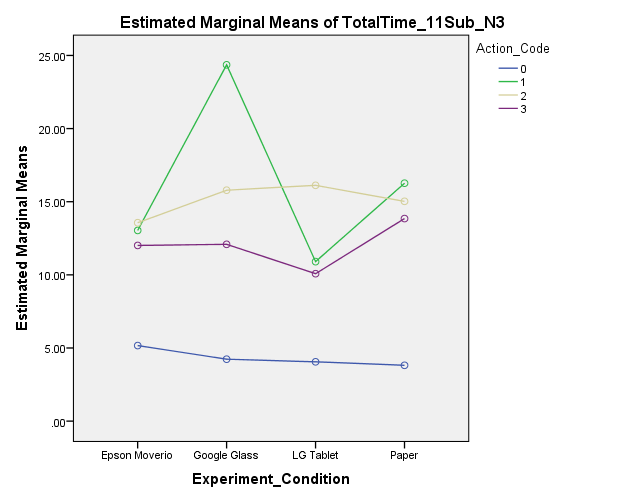 Estimated Marginal Means of TotalTime_11Sub_N3
Action_Code
0
1
2
3
Estimated Marginal Means
25.00
20.00
15.00
10.00
5.00
.00
Epson Moverio
Google Glass
LG Tablet
Paper
Experiment_Condition